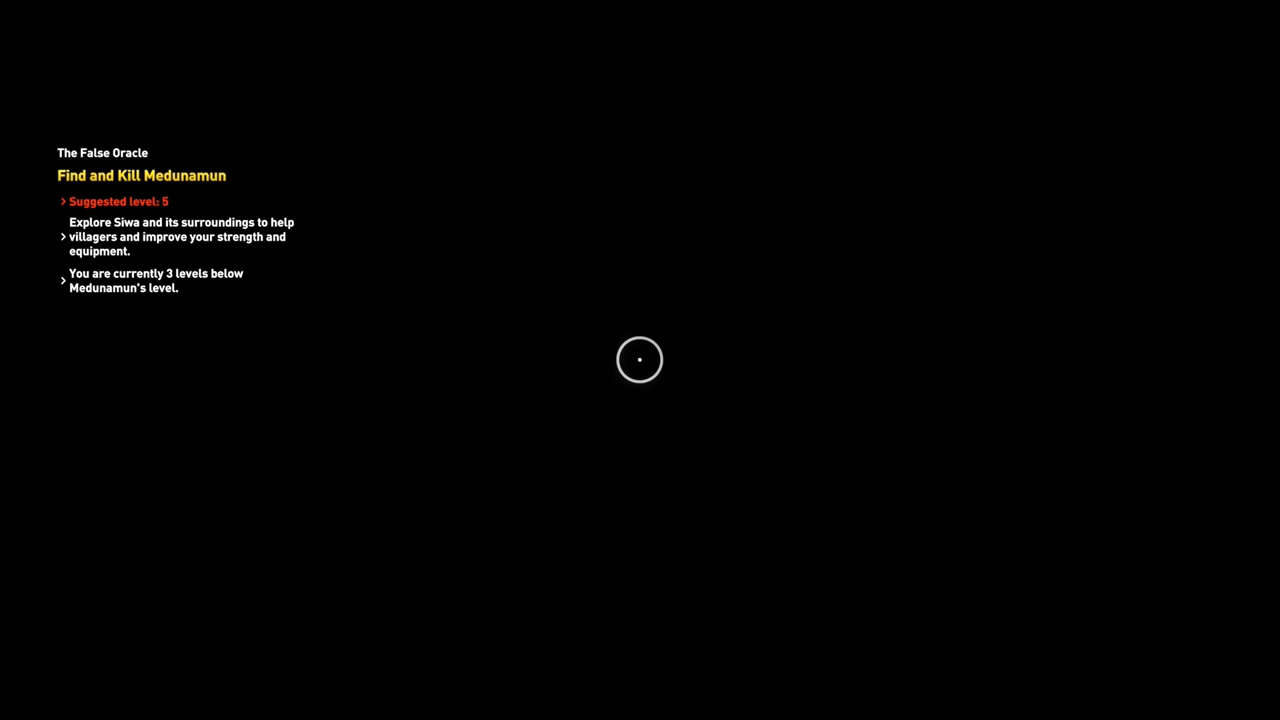 The False Oracle
Find and Kill Medunamun
> Suggested level: 5
Explore Siwa and its surroundings to help
> villagers and improve your strength and
equipment.
> You are currently 3 levels below
Medunamun's level.